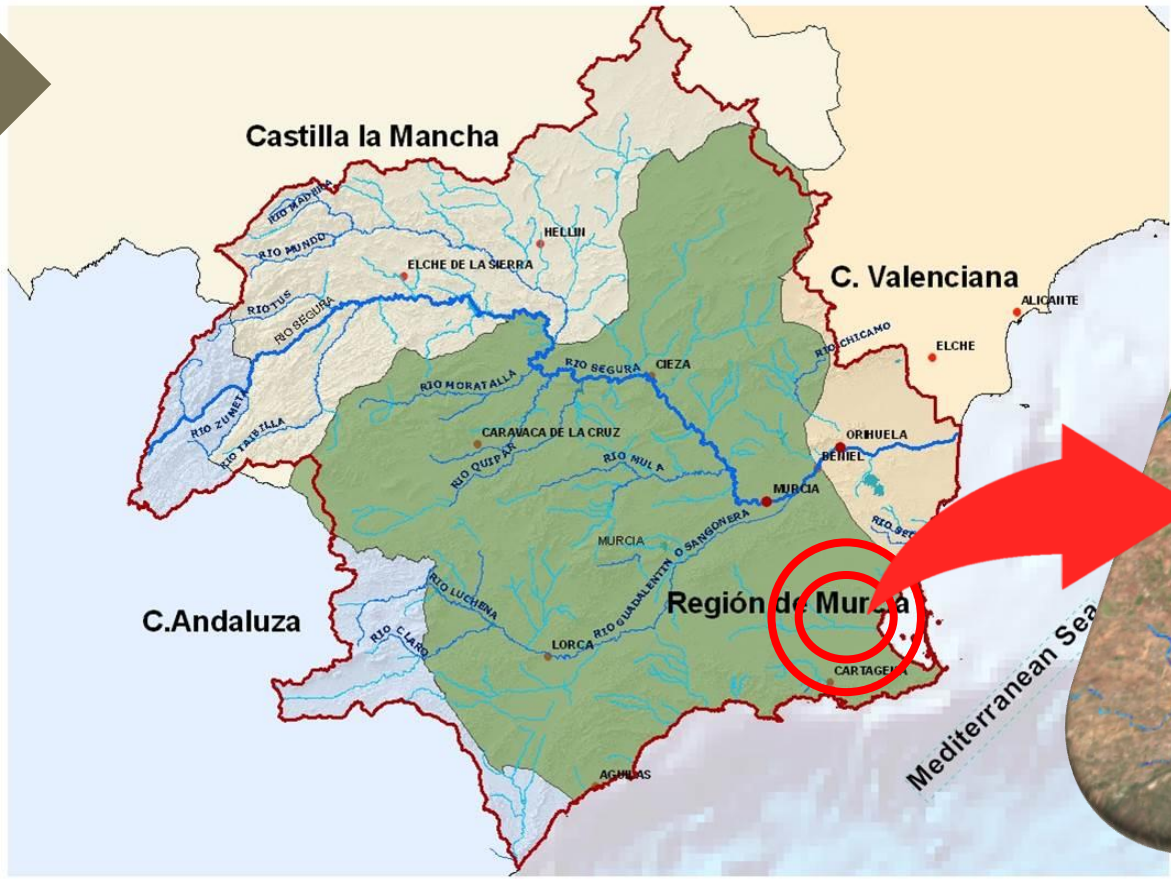 Castilla la Mancha
RIO MADERA
HELLIN
RIO MUNDO
ELCHE DE LA SIERRA
C. Valenciana
RIO TUS
RIO SEGURA
ALICANTE
RIO CHICAMO
ELCHE
RIO SEGURA
CIEZA
RIO MORATALLA
RIO ZUMETA
RIO TAIBILLA
CARAVACA DE LA CRUZ
ORIHUELA
BENIEL
RIO QUIPAR
RIO MULA
MURCIA
RIO
MURCIA
RIO GUADALENTIN O SANGONERA
RIO LUCHENA
Región de Murcia
C.Andaluza
RIO CLARO
LORCA
CARTAGENA
Mediterranean Sea
AGUILAS